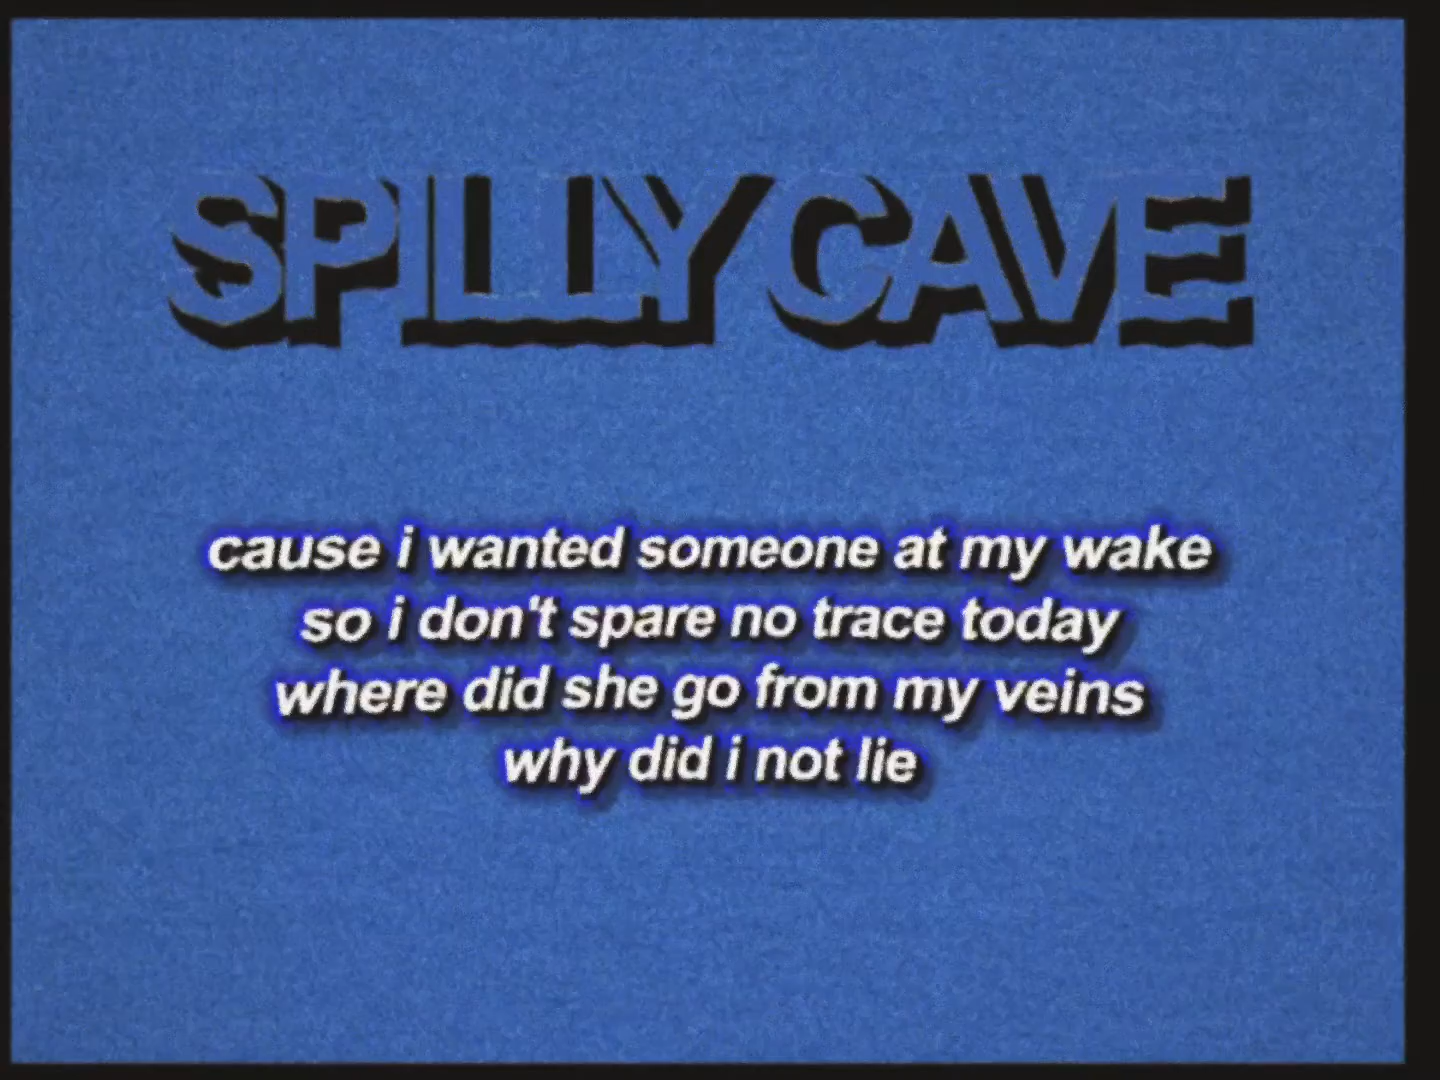 SPILLY CAVE
cause i wanted someone at my wake
so i don't spare no trace today
where did she go from my veins
why did i not lie